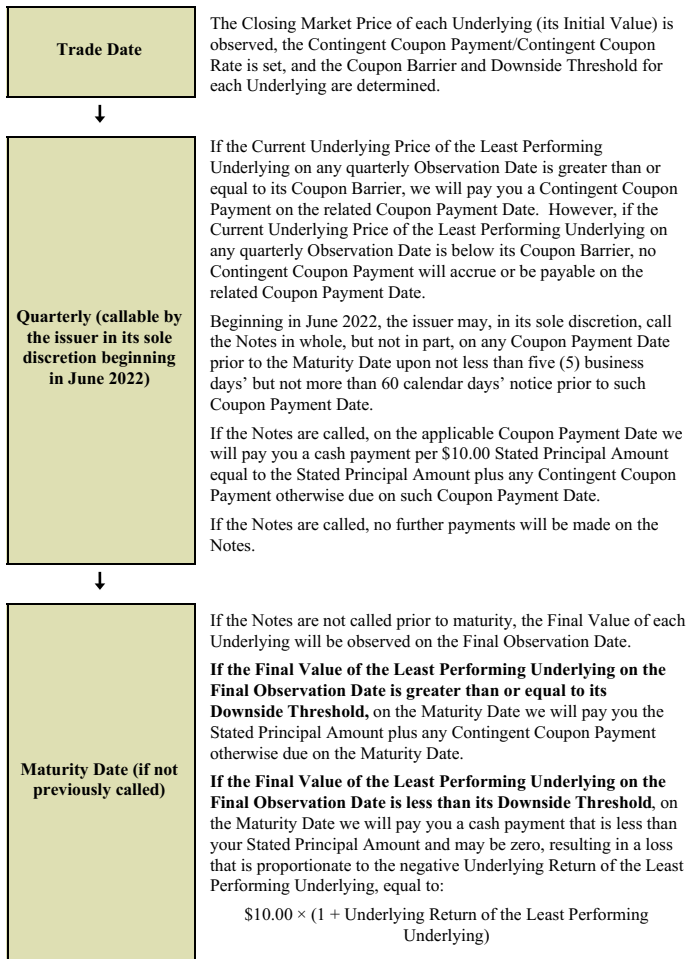 Trade Date
The Closing Market Price of each Underlying (its Initial Value) is
observed, the Contingent Coupon Payment/Contingent Coupon
Rate is set, and the Coupon Barrier and Downside Threshold for
each Underlying are determined.
Quarterly (callable by
the issuer in its sole
discretion beginning
in June 2022)
If the Current Underlying Price of the Least Performing
Underlying on any quarterly Observation Date is greater than or
equal to its Coupon Barrier, we will pay you a Contingent Coupon
Payment on the related Coupon Payment Date.  However, if the
Current Underlying Price of the Least Performing Underlying on
any quarterly Observation Date is below its Coupon Barrier, no
Contingent Coupon Payment will accrue or be payable on the
related Coupon Payment Date.
Beginning in June 2022, the issuer may, in its sole discretion, call
the Notes in whole, but not in part, on any Coupon Payment Date
prior to the Maturity Date upon not less than five (5) business
days’ but not more than 60 calendar days’ notice prior to such
Coupon Payment Date.
If the Notes are called, on the applicable Coupon Payment Date we
will pay you a cash payment per $10.00 Stated Principal Amount
equal to the Stated Principal Amount plus any Contingent Coupon
Payment otherwise due on such Coupon Payment Date.
If the Notes are called, no further payments will be made on the
Notes.
Maturity Date (if not
previously called)
If the Notes are not called prior to maturity, the Final Value of each
Underlying will be observed on the Final Observation Date.
If the Final Value of the Least Performing Underlying on the
Final Observation Date is greater than or equal to its
Downside Threshold, on the Maturity Date we will pay you the
Stated Principal Amount plus any Contingent Coupon Payment
otherwise due on the Maturity Date.
If the Final Value of the Least Performing Underlying on the
Final Observation Date is less than its Downside Threshold, on
the Maturity Date we will pay you a cash payment that is less than
your Stated Principal Amount and may be zero, resulting in a loss
that is proportionate to the negative Underlying Return of the Least
Performing Underlying, equal to:
$10.00 × (1 + Underlying Return of the Least Performing
Underlying)